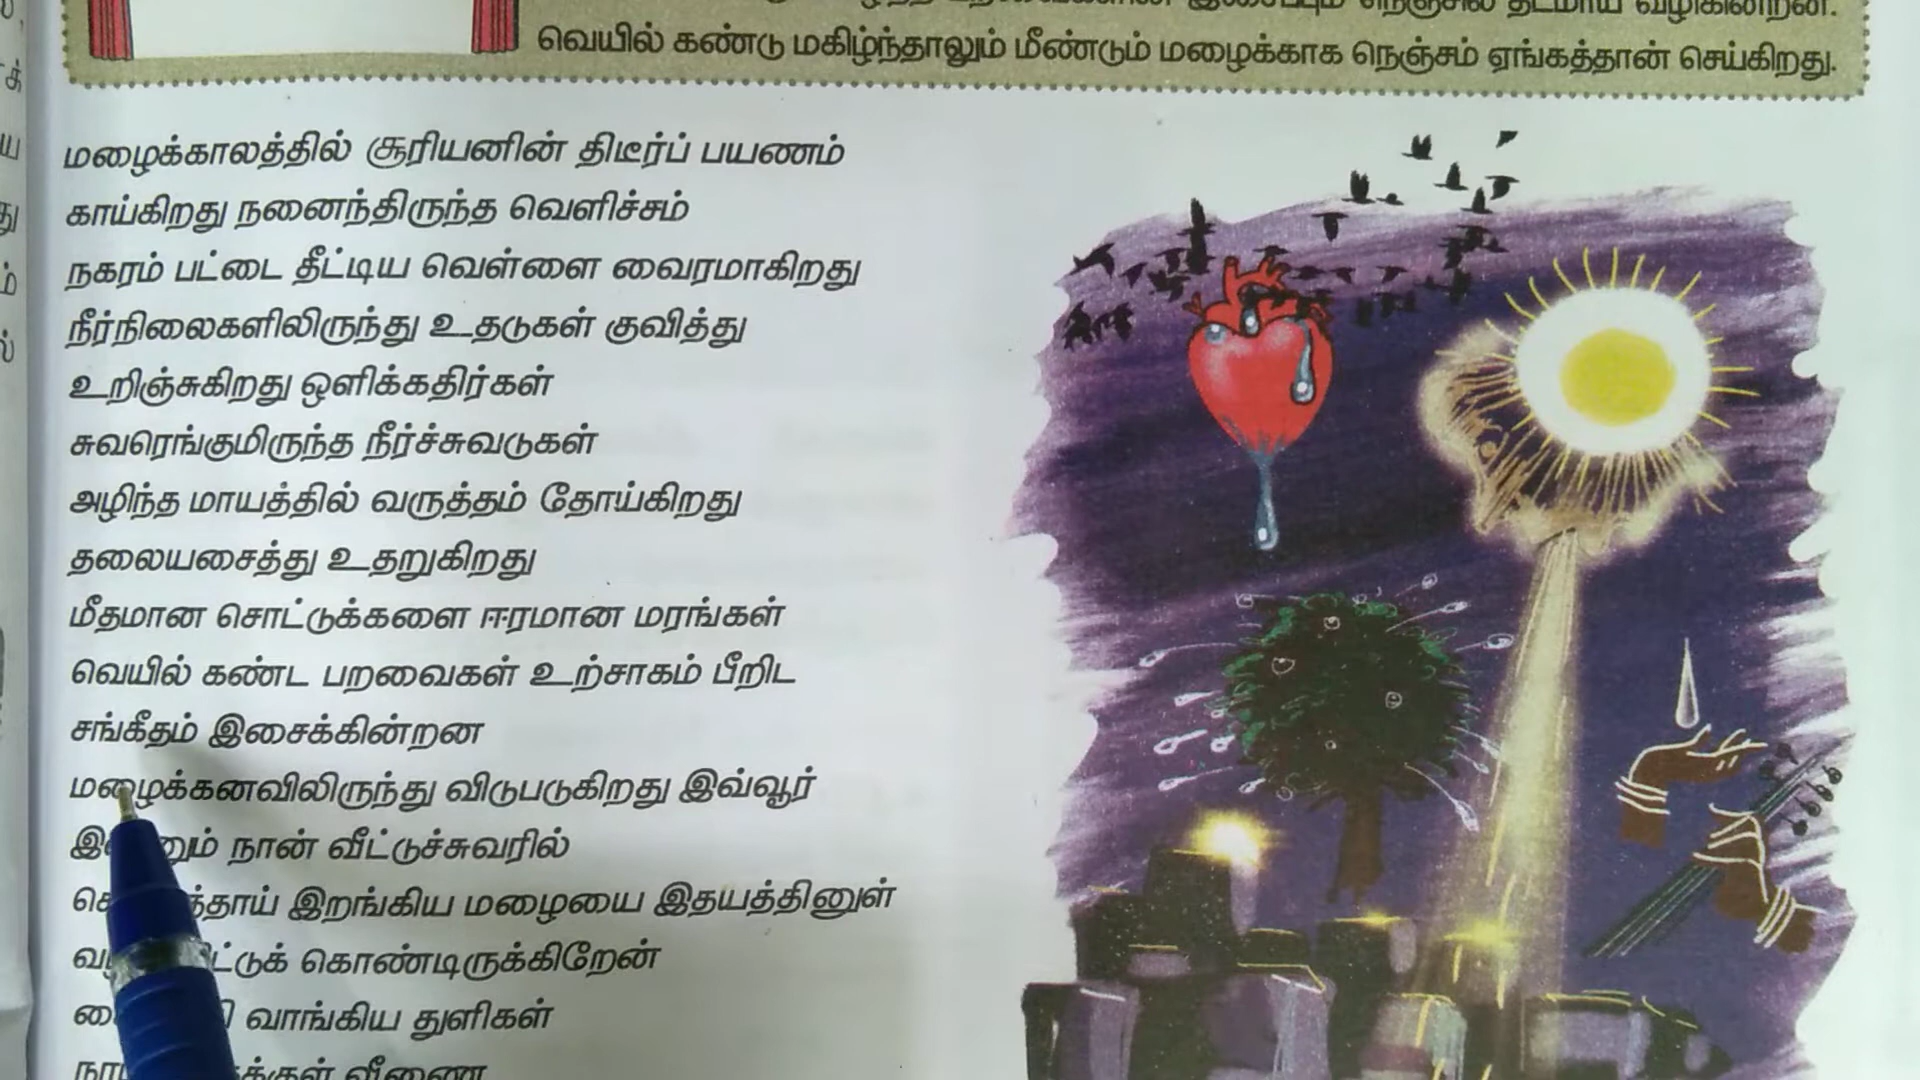 நெஞ்சில் தடமாய் வழிகின்றன.
வெயில் கண்டு மகிழ்ந்தாலும் மீண்டும் மழைக்காக நெஞ்சம் ஏங்கத்தான் செய்கிறது.
மழைக்காலத்தில் சூரியனின் திடீர்ப் பயணம்
காய்கிறது நனைந்திருந்த வெளிச்சம்
நகரம் பட்டை தீட்டிய வெள்ளை வைரமாகிறது
நீர்நிலைகளிலிருந்து உதடுகள் குவித்து
உறிஞ்சுகிறது ஒளிக்கதிர்கள்
சுவரெங்குமிருந்த நீர்ச்சுவடுகள்
அழிந்த மாயத்தில் வருத்தம் தோய்கிறது
தலையசைத்து உதறுகிறது
மீதமான சொட்டுக்களை ஈரமான மரங்கள்
வெயில் கண்ட பறவைகள் உற்சாகம் பீறிட
சங்கீதம் இசைக்கின்றன
மழைக்கனவிலிருந்து விடுபடுகிறது இவ்வூர்
நான் வீட்டுச்சுவரில்
இறங்கிய மழையை இதயத்தினுள்
கொண்டிருக்கிறேன்
வாங்கிய துளிகள்
வீணை